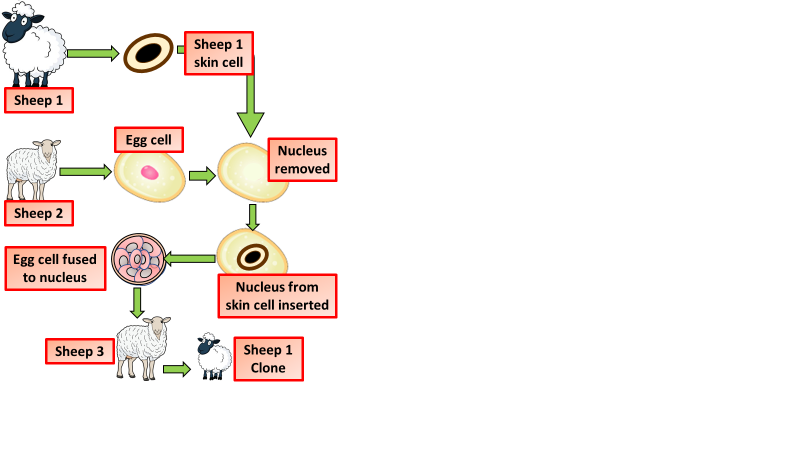 Sheep 1
skin cell
Sheep 1
Egg cell
Nucleus
removed
Sheep 2
Egg cell fused
to nucleus
Nucleus from
skin cell inserted
Sheep 3
Sheep 1
Clone